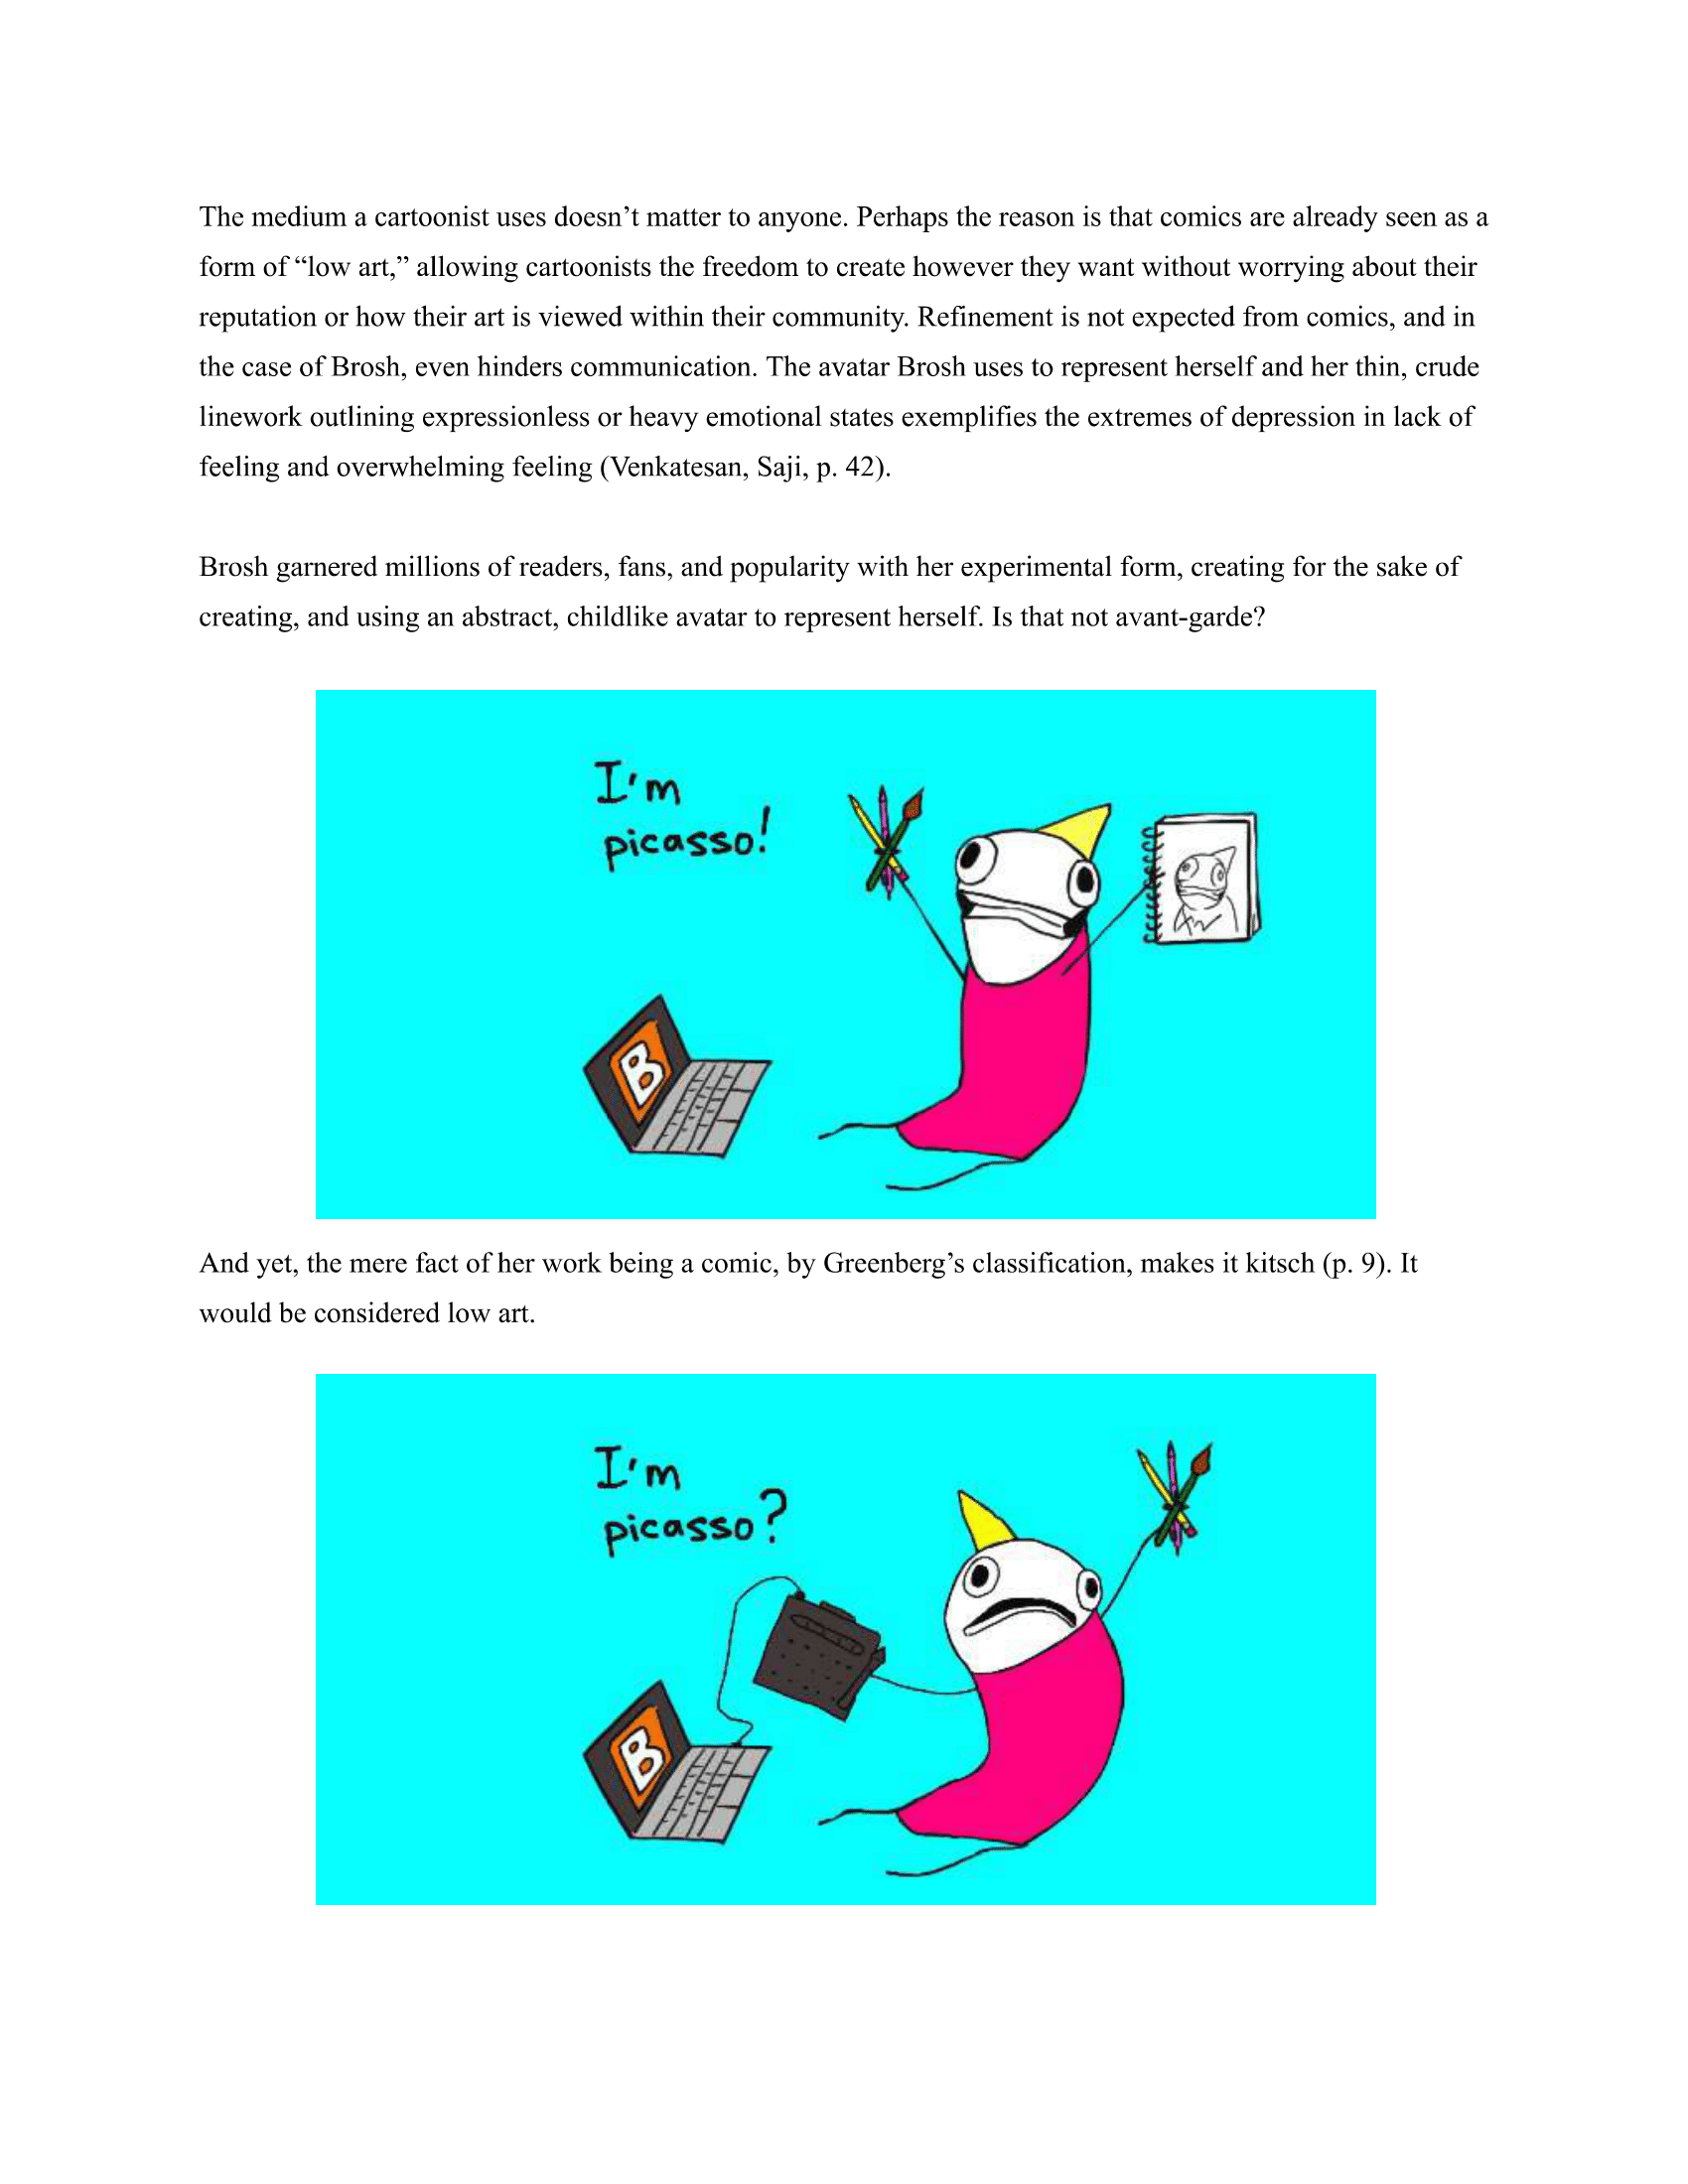 The medium a cartoonist uses doesn’t matter to anyone. Perhaps the reason is that comics are already seen as a
form of “low art,” allowing cartoonists the freedom to create however they want without worrying about their
reputation or how their art is viewed within their community. Refinement is not expected from comics, and in
the case of Brosh, even hinders communication. The avatar Brosh uses to represent herself and her thin, crude
linework outlining expressionless or heavy emotional states exemplifies the extremes of depression in lack of
feeling and overwhelming feeling (Venkatesan, Saji, p. 42).
Brosh garnered millions of readers, fans, and popularity with her experimental form, creating for the sake of
creating, and using an abstract, childlike avatar to represent herself. Is that not avant-garde?
I'm
picasso!
B
And yet, the mere fact of her work being a comic, by Greenberg’s classification, makes it kitsch (p. 9). It
would be considered low art.
I'm
picasso?
B